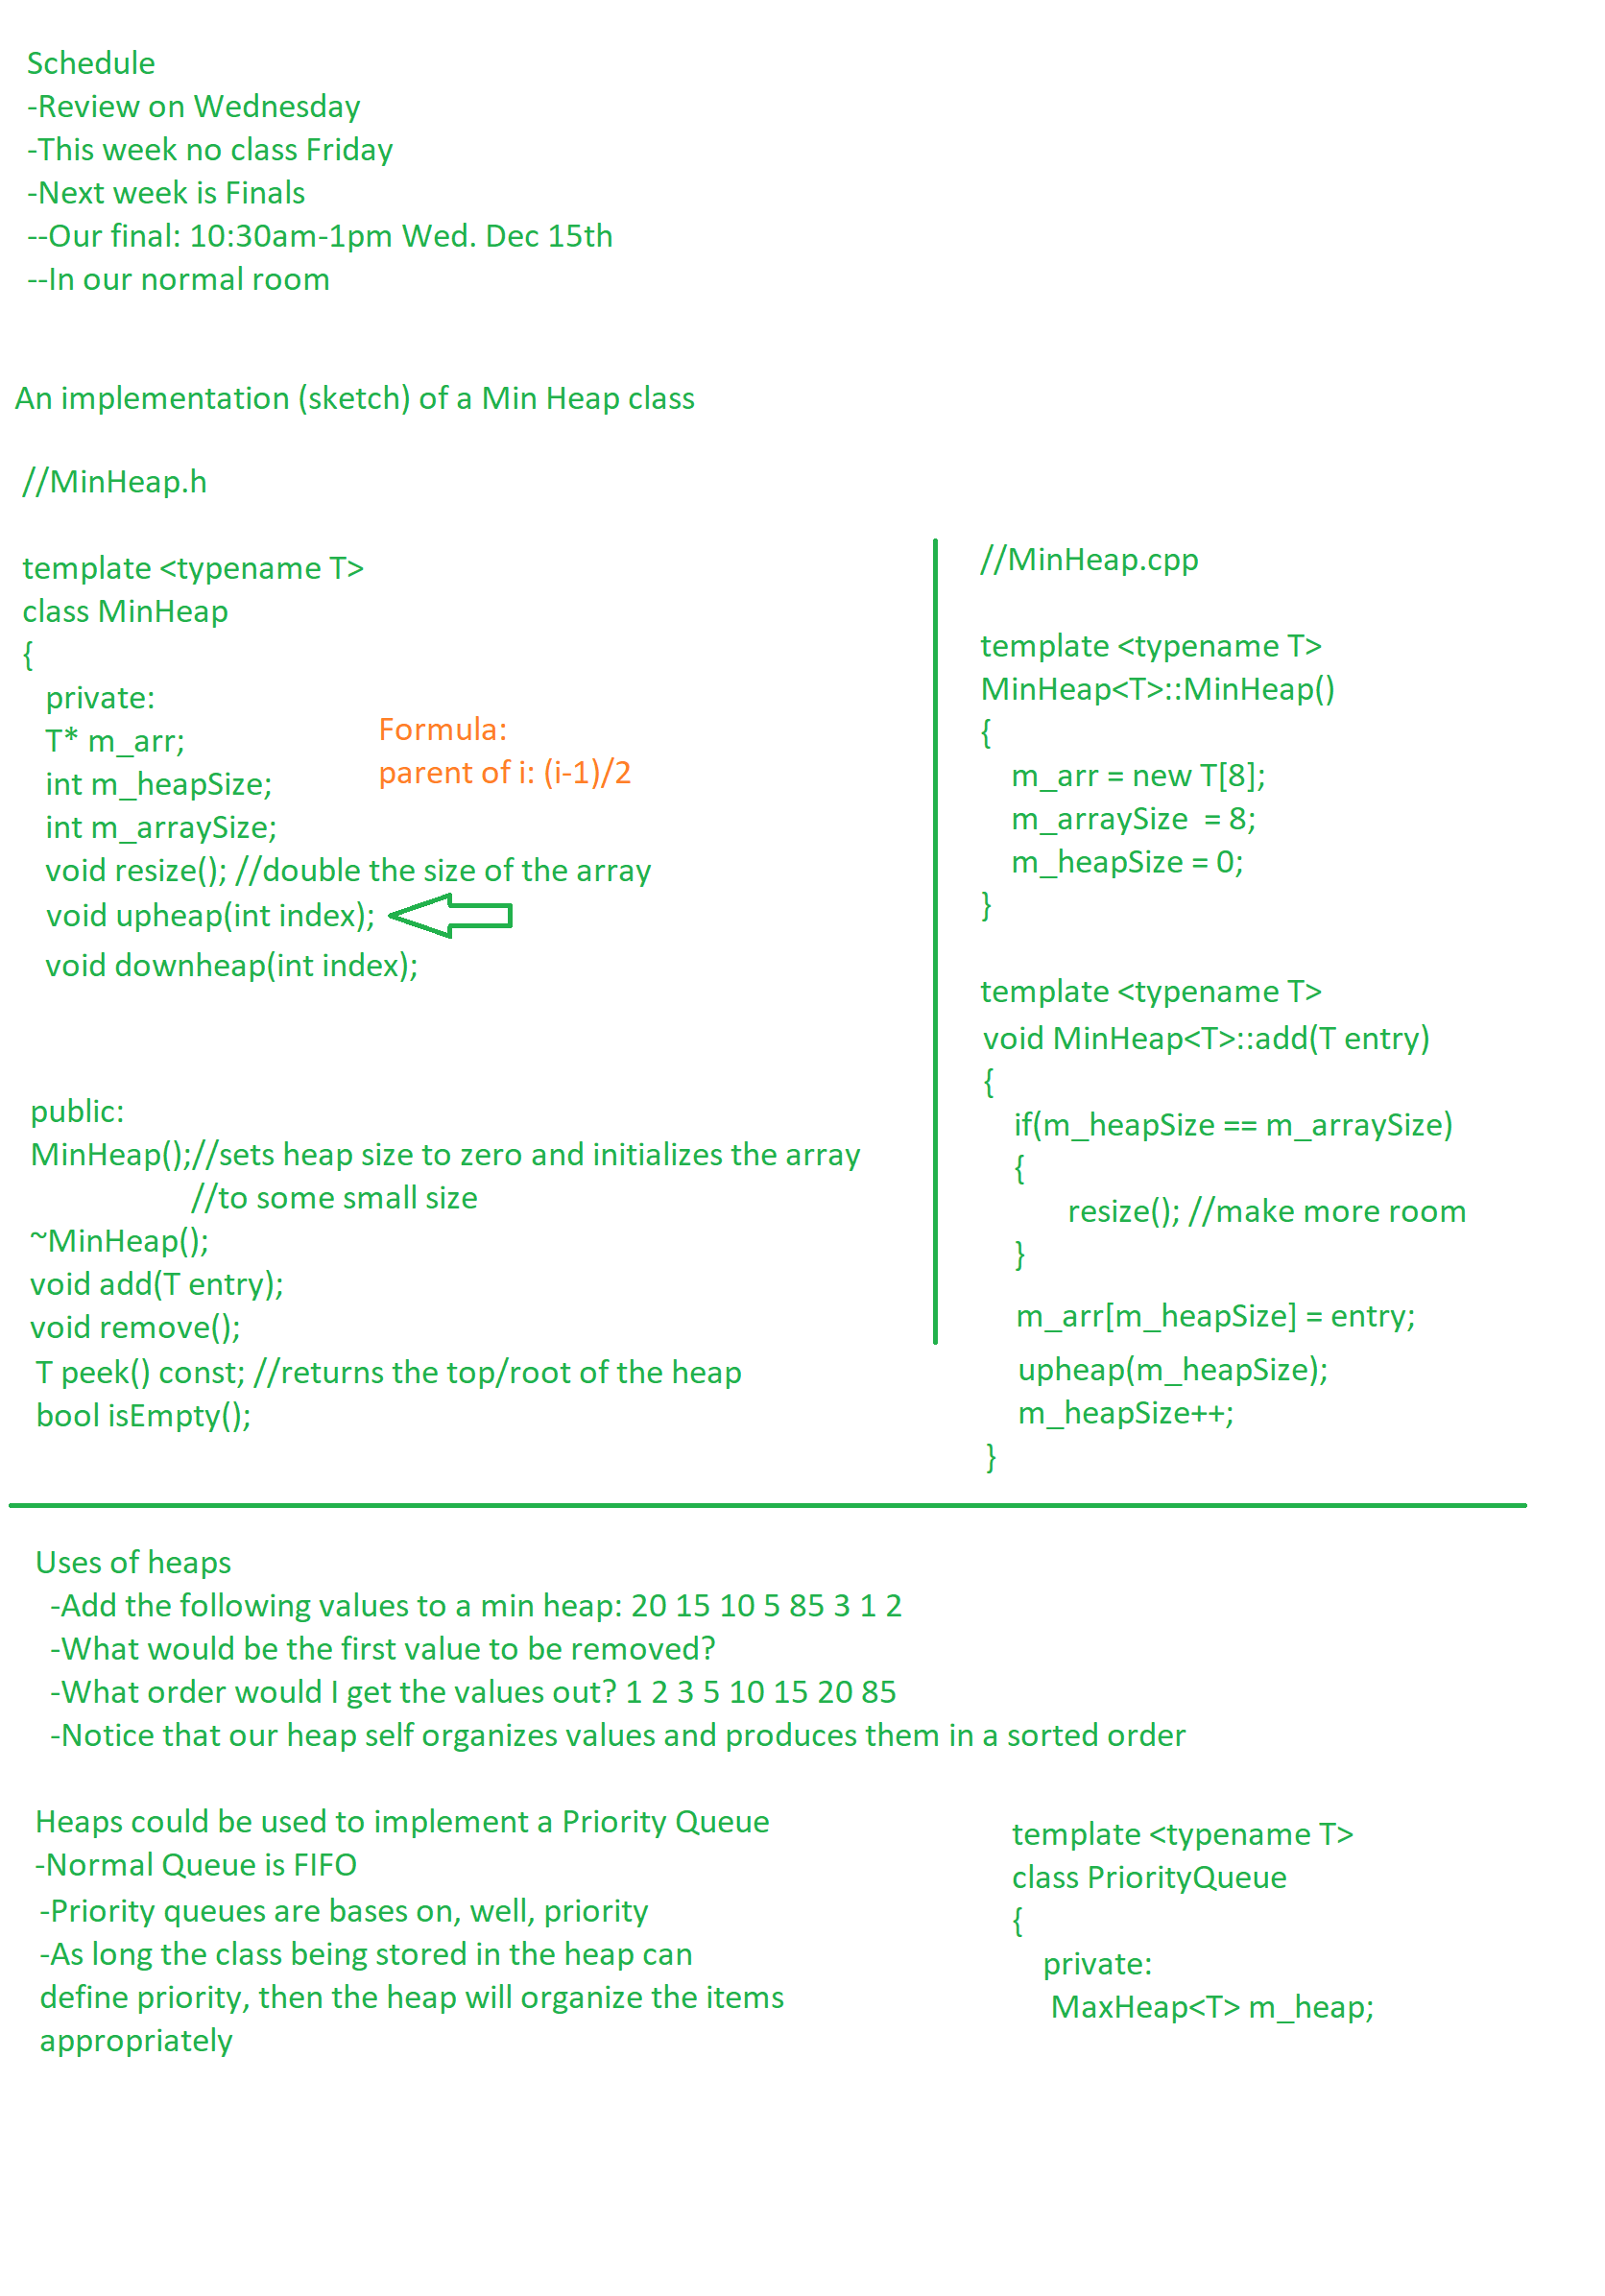 Schedule
-Review on Wednesday
-This week no class Friday
-Next week is Finals
--Our final: 10:30am-1pm Wed. Dec 15th
--In our normal room
An implementation (sketch) of a Min Heap class
//MinHeap.h
template <typename T>
class MinHeap
{
private:
T* m_arr;
int m_heapSize;
int m_arraySize;
void resize(); //double the size of the array
void upheap(int index);
void downheap(int index);
Formula:
parent of i: (i-1)/2
public:
MinHeap();//sets heap size to zero and initializes the array
//to some small size
~MinHeap();
void add(T entry);
void remove();
T peek() const; //returns the top/root of the heap
bool isEmpty();
//MinHeap.cpp
template <typename T>
MinHeap<T>::MinHeap()
{
m_arr = new T[8];
m_arraySize  = 8;
m_heapSize = 0;
}
template <typename T>
void MinHeap<T>::add(T entry)
{
if(m_heapSize == m_arraySize)
{
resize(); //make more room
}
m_arr[m_heapSize] = entry;
upheap(m_heapSize);
m_heapSize++;
}
Uses of heaps
-Add the following values to a min heap: 20 15 10 5 85 3 1 2
-What would be the first value to be removed?
-What order would I get the values out? 1 2 3 5 10 15 20 85
-Notice that our heap self organizes values and produces them in a sorted order
Heaps could be used to implement a Priority Queue
-Normal Queue is FIFO
-Priority queues are bases on, well, priority
-As long the class being stored in the heap can
define priority, then the heap will organize the items
appropriately
template <typename T>
class PriorityQueue
{
private:
MaxHeap<T> m_heap;